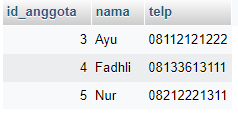 id_anggota nama telp
3 Ayu 08112121222
4 Fadhli 08133613111
5 Nur 08212221311